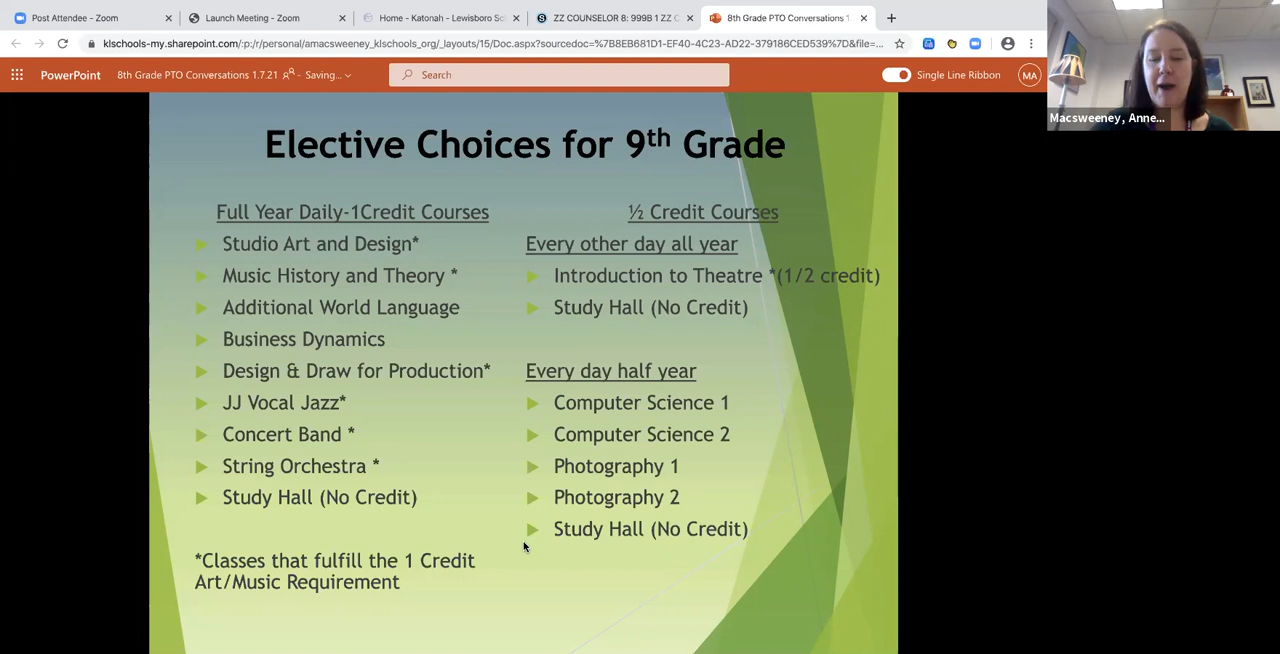 Post Attendee - Zoom
Launch Meeting - Zoom
Home - Katonah - Lewisboro Sc
ZZ COUNSELOR 8: 999B 1 ZZ C
8th Grade PTO Conversations 1
klschools-my.sharepoint.com/:p:/r/personal/amacsweeney_klschools_org/_layouts/15/Doc.aspx?sourcedoc=%7B8EB681D1-EF40-4C23-AD22-379186CED539%7D&file=...
PowerPoint
8th Grade PTO Conversations 1.7.21 - Saving...
Search
Single Line Ribbon
MA
Macsweeney, Anne...
Elective Choices for 9th Grade
Full Year Daily-1Credit Courses
Studio Art and Design*
Music History and Theory *
Additional World Language
Business Dynamics
Design & Draw for Production*
JJ Vocal Jazz*
Concert Band *
String Orchestra *
Study Hall (No Credit)
*Classes that fulfill the 1 Credit
Art/Music Requirement
½ Credit Courses
Every other day all year
Introduction to Theatre *(1/2 credit)
Study Hall (No Credit)
Every day half year
Computer Science 1
Computer Science 2
Photography 1
Photography 2
Study Hall (No Credit)